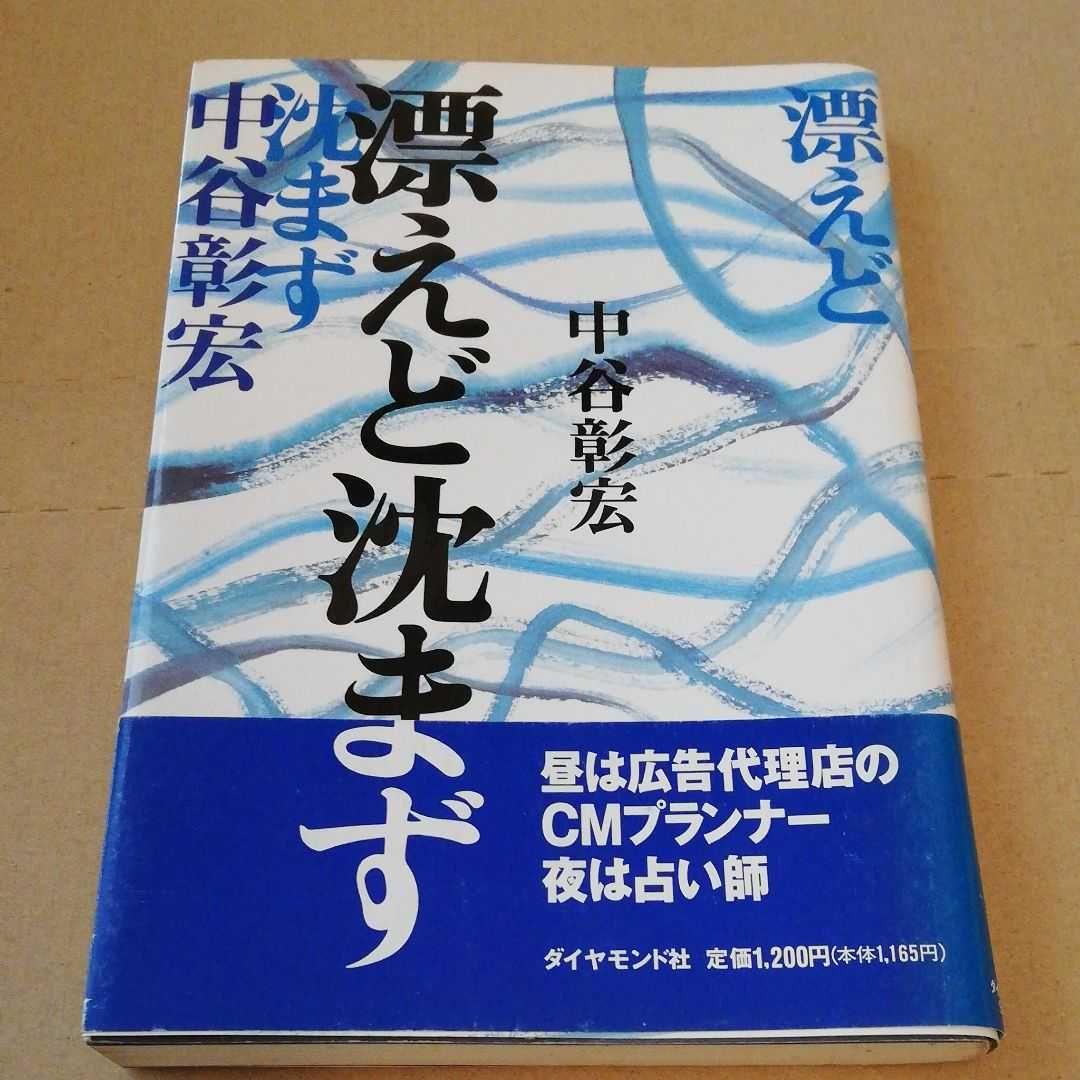 漂えど沈まず
中谷彰宏
漂えど
沈まず
中谷彰宏
昼は広告代理店の
CMプランナー
夜は占い師
ダイヤモンド社 定価1,200円(本体1,165円)